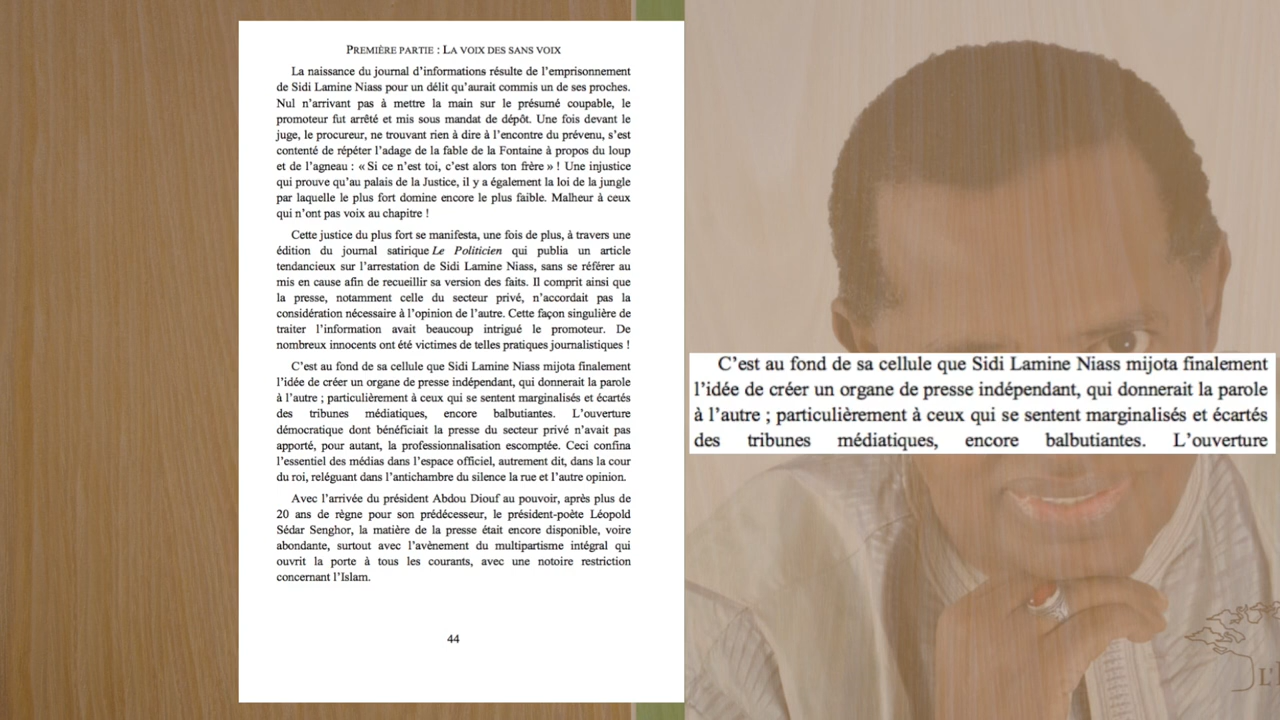 PREMIÈRE PARTIE : LA VOIX DES SANS VOIX
La naissance du journal d’informations résulte de l’emprisonnement
de Sidi Lamine Niass pour un délit qu’aurait commis un de ses proches.
Nul n’arrivant pas à mettre la main sur le présumé coupable, le
promoteur fut arrêté et mis sous mandat de dépôt. Une fois devant le
juge, le procureur, ne trouvant rien à dire à l’encontre du prévenu, s’est
contenté de répéter l’adage de la fable de la Fontaine à propos du loup
et de l’agneau : « Si ce n’est toi, c’est alors ton frère » ! Une injustice
qui prouve qu’au palais de la Justice, il y a également la loi de la jungle
par laquelle le plus fort domine encore le plus faible. Malheur à ceux
qui n’ont pas voix au chapitre !
Cette justice du plus fort se manifesta, une fois de plus, à travers une
édition du journal satirique Le Politicien qui publia un article
tendancieux sur l’arrestation de Sidi Lamine Niass, sans se référer au
mis en cause afin de recueillir sa version des faits. Il comprit ainsi que
la presse, notamment celle du secteur privé, n’accordait pas la
considération nécessaire à l’opinion de l’autre. Cette façon singulière de
traiter l’information avait beaucoup intrigué le promoteur. De
nombreux innocents ont été victimes de telles pratiques journalistiques !
C’est au fond de sa cellule que Sidi Lamine Niass mijota finalement
l’idée de créer un organe de presse indépendant, qui donnerait la parole
à l’autre ; particulièrement à ceux qui se sentent marginalisés et écartés
des tribunes médiatiques, encore balbutiantes. L’ouverture
démocratique dont bénéficiait la presse du secteur privé n’avait pas
apporté, pour autant, la professionnalisation escomptée. Ceci confina
l’essentiel des médias dans l’espace officiel, autrement dit, dans la cour
du roi, reléguant dans l’antichambre du silence la rue et l’autre opinion.
Avec l’arrivée du président Abdou Diouf au pouvoir, après plus de
20 ans de règne pour son prédécesseur, le président-poète Léopold
Sédar Senghor, la matière de la presse était encore disponible, voire
abondante, surtout avec l’avènement du multipartisme intégral qui
ouvrit la porte à tous les courants, avec une notoire restriction
concernant l’Islam.
44
C’est au fond de sa cellule que Sidi Lamine Niass mijota finalement
l’idée de créer un organe de presse indépendant, qui donnerait la parole
à l’autre ; particulièrement à ceux qui se sentent marginalisés et écartés
des tribunes médiatiques, encore balbutiantes. L’ouverture